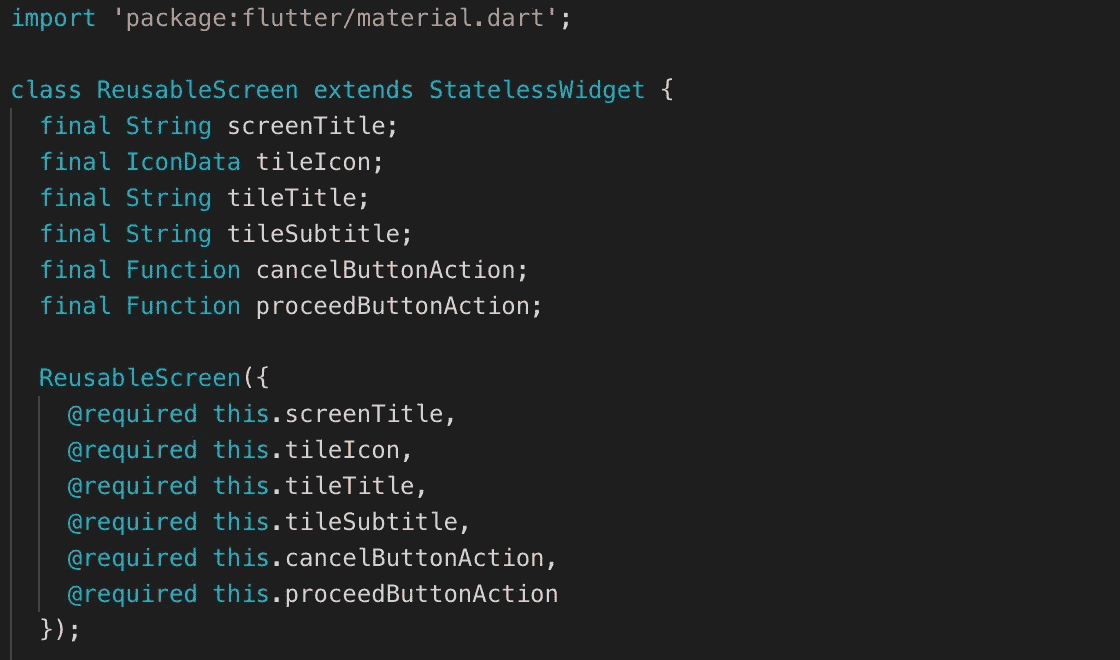 import 'package:flutter/material.dart';
class ReusableScreen extends StatelessWidget {
final String screenTitle;
final IconData tileIcon;
final String tileTitle;
final String tileSubtitle;
final Function cancelButtonAction;
final Function proceedButtonAction;
ReusableScreen({
@required this.screenTitle,
@required this.tileIcon,
@required this.tileTitle,
@required this.tileSubtitle,
@required this.cancelButtonAction,
@required this.proceedButtonAction
});